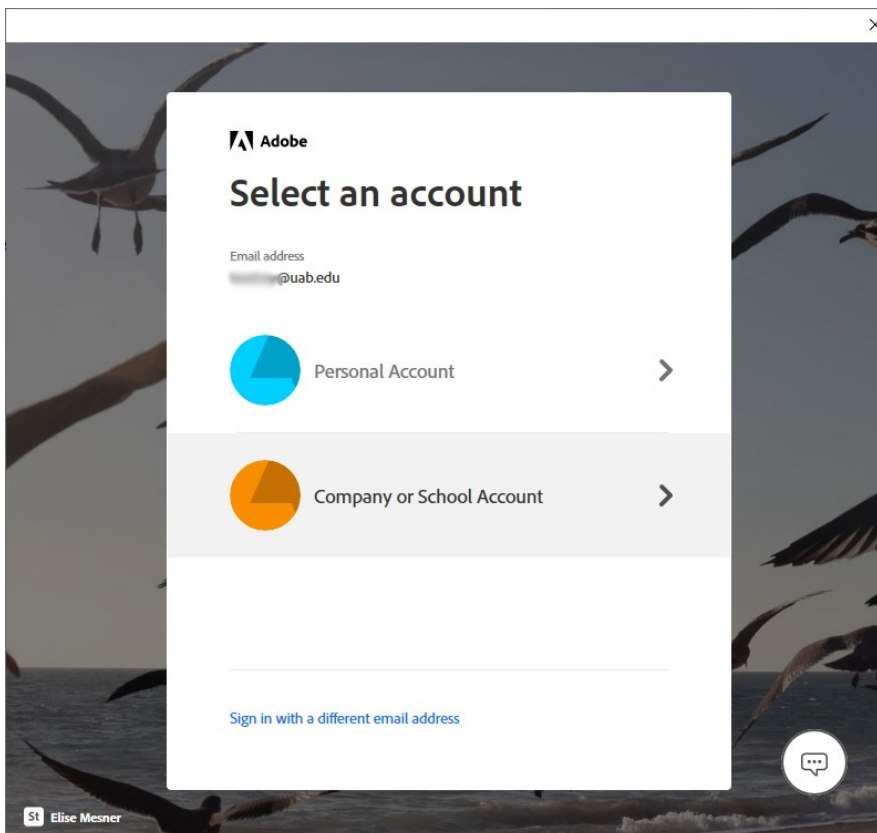 Adobe
Select an account
Email address
@uab.edu
Personal Account
Company or School Account
Sign in with a different email address
St Elise Mesner